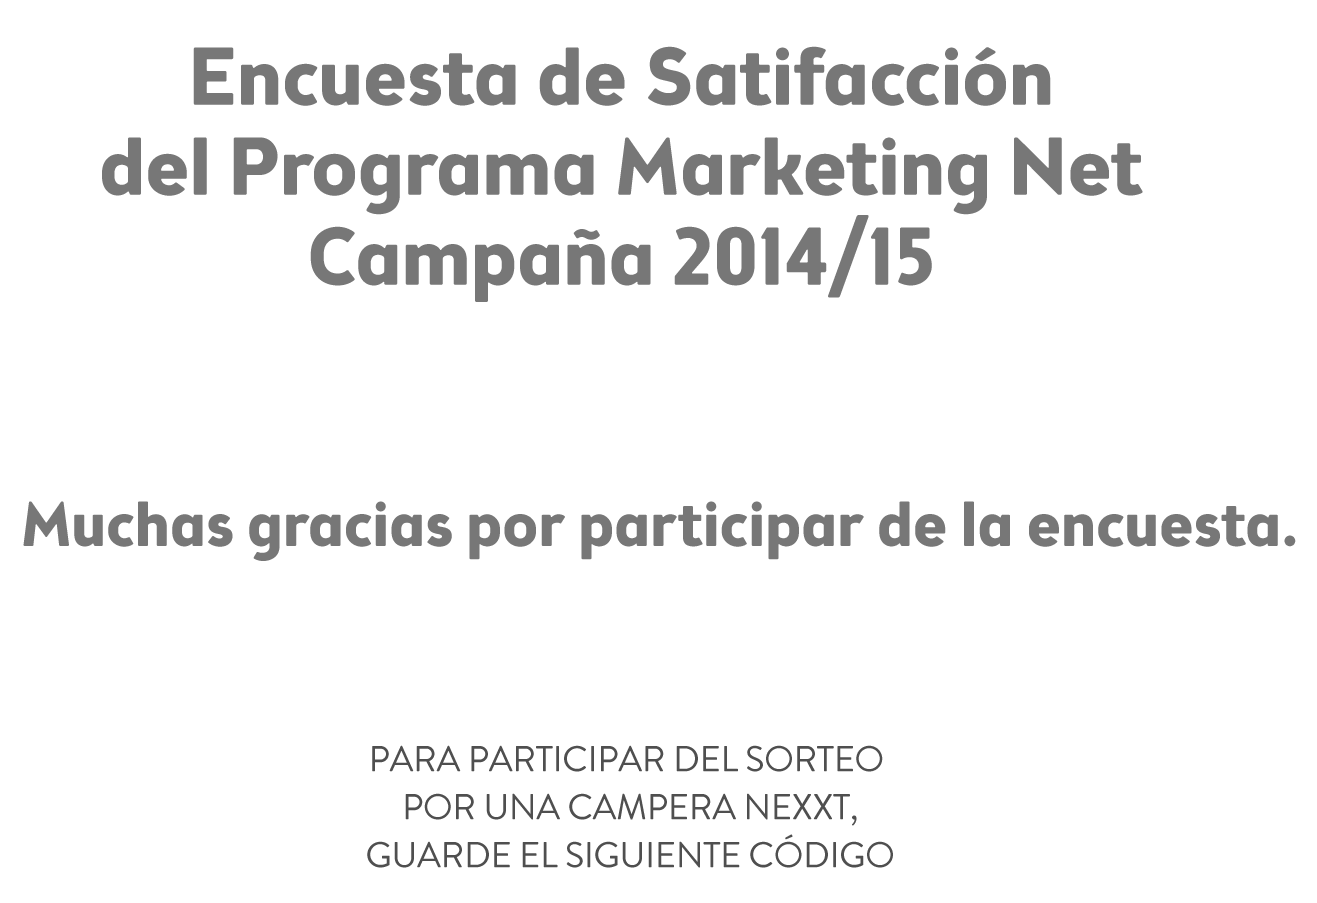 Encuesta de Satifacción
del Programa Marketing Net
Campaña 2014/15
Muchas gracias por participar de la encuesta.
PARA PARTICIPAR DEL SORTEO
POR UNA CAMPERA NEXXT,
GUARDE EL SIGUIENTE CÓDIGO